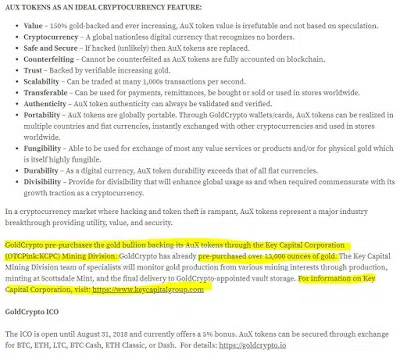 AUX TOKENS AS AN IDEAL CRYPTOCURRENCY FEATURE:
• Value – 150% gold-backed and ever increasing, AuX token value is irrefutable and not based on speculation.
• Cryptocurrency – A global nationless digital currency that recognizes no borders.
• Safe and Secure – If hacked (unlikely) then AuX tokens are replaced.
• Counterfeiting – Cannot be counterfeited as AuX tokens are fully accounted on blockchain.
• Trust – Backed by verifiable increasing gold.
• Scalability – Can be traded at many 1,000s transactions per second.
• Transferable – Can be used for payments, remittances, be bought or sold or used in stores worldwide.
• Authenticity – AuX token authenticity can always be validated and verified.
• Portability – AuX tokens are globally portable. Through GoldCrypto wallets/cards, AuX tokens can be realized in
multiple countries and fiat currencies, instantly exchanged with other cryptocurrencies and used in stores
worldwide.
• Fungibility – Able to be used for exchange of most any value services or products and/or for physical gold which
is itself highly fungible.
• Durability – As a digital currency, AuX token durability exceeds that of all fiat currencies.
• Divisibility – Provide for divisibility that will enhance global usage as and when required commensurate with its
growth traction as a cryptocurrency.
In a cryptocurrency market where hacking and token theft is rampant, AuX tokens represent a major
breakthrough providing utility, value, and security.
GoldCrypto pre-purchases the gold bullion backing its AuX tokens through the Key Capital Corporation
(OTCPink:KCPC) Mining Division. GoldCrypto has already pre-purchased over 13,000 ounces of gold. The Key Capital
Mining Division team of specialists will monitor gold production from various mining interests through production,
minting at Scottsdale Mint, and the final delivery to GoldCrypto-appointed vault storage. For information on Key
Capital Corporation, visit: https://www.keycapitalgroup.com
GoldCrypto ICO
The ICO is open until August 31, 2018 and currently offers a 5% bonus. AuX tokens can be secured through exchange
for BTC, ETH, LTC, BTC Cash, ETH Classic, or Dash. For details: https://goldcrypto.io